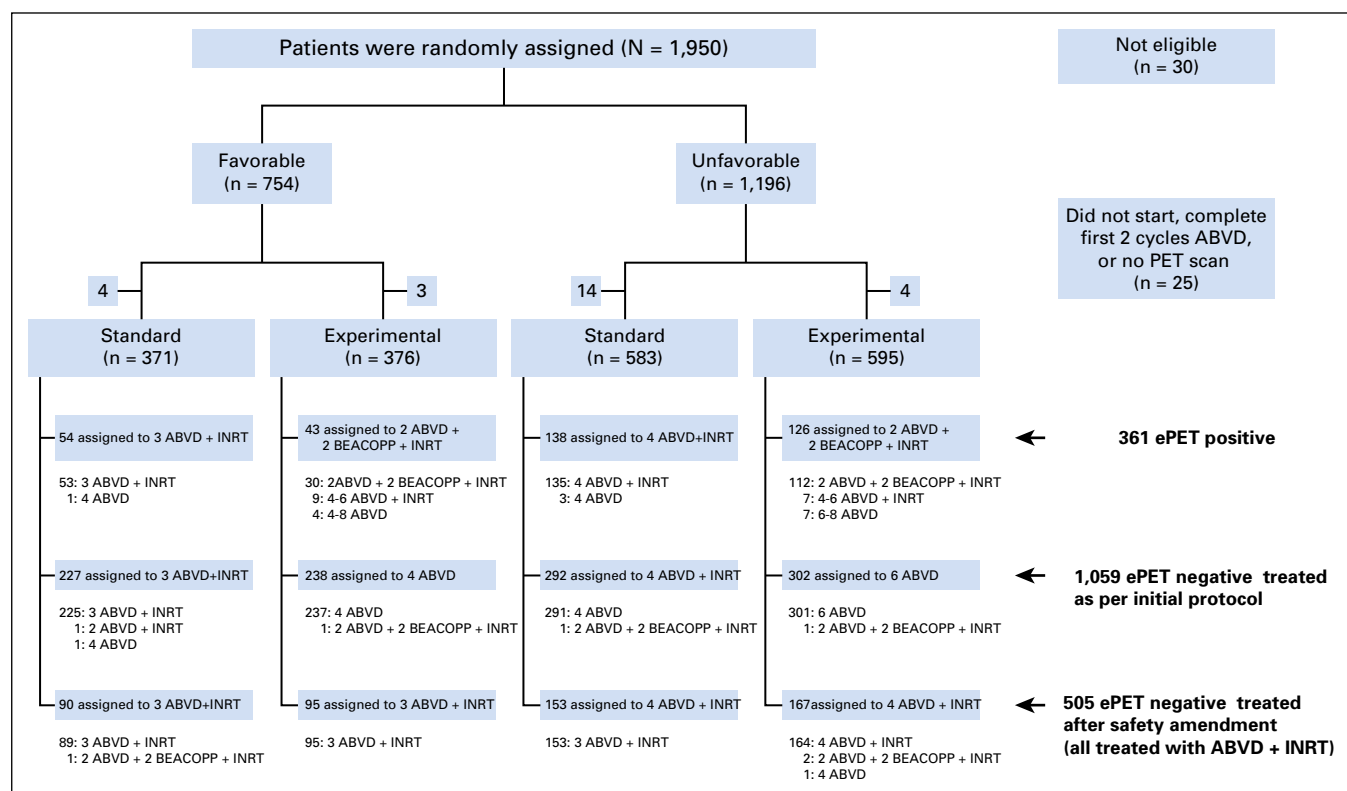 Patients were randomly assigned (N = 1,950)
Not eligible
(n = 30)
Favorable
(n = 754)
Unfavorable
(n = 1,196)
Did not start, complete
first 2 cycles ABVD,
or no PET scan
(n = 25)
4
3
14
4
Standard
(n = 371)
Experimental
(n = 376)
Standard
(n = 583)
Experimental
(n = 595)
54 assigned to 3 ABVD + INRT
43 assigned to 2 ABVD +
2 BEACOPP + INRT
138 assigned to 4 ABVD+INRT
126 assigned to 2 ABVD +
2 BEACOPP + INRT
361 ePET positive
53: 3 ABVD + INRT
1: 4 ABVD
30: 2ABVD + 2 BEACOPP + INRT
9: 4-6 ABVD + INRT
4: 4-8 ABVD
135: 4 ABVD + INRT
3: 4 ABVD
112: 2 ABVD + 2 BEACOPP + INRT
7: 4-6 ABVD + INRT
7: 6-8 ABVD
227 assigned to 3 ABVD+INRT
238 assigned to 4 ABVD
292 assigned to 4 ABVD + INRT
302 assigned to 6 ABVD
1,059 ePET negative treated
as per initial protocol
225: 3 ABVD + INRT
1: 2 ABVD + INRT
1: 4 ABVD
237: 4 ABVD
1: 2 ABVD + 2 BEACOPP + INRT
291: 4 ABVD
1: 2 ABVD + 2 BEACOPP + INRT
301: 6 ABVD
1: 2 ABVD + 2 BEACOPP + INRT
90 assigned to 3 ABVD+INRT
95 assigned to 3 ABVD + INRT
153 assigned to 4 ABVD + INRT
167assigned to 4 ABVD + INRT
505 ePET negative treated
after safety amendment
(all treated with ABVD + INRT)
89: 3 ABVD + INRT
1: 2 ABVD + 2 BEACOPP + INRT
95: 3 ABVD + INRT
153: 3 ABVD + INRT
164: 4 ABVD + INRT
2: 2 ABVD + 2 BEACOPP + INRT
1: 4 ABVD